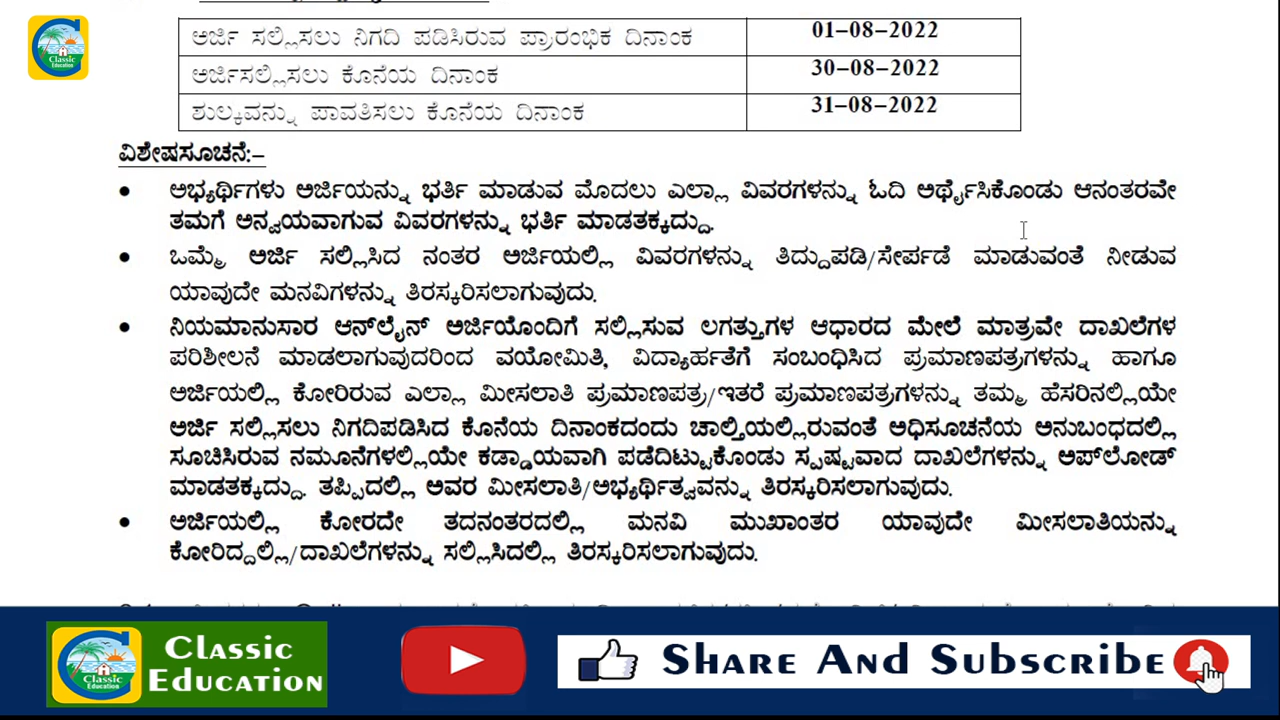 Classic
Education
ಅರ್ಜಿ ಸಲ್ಲಿಸಲು ನಿಗದಿ ಪಡಿಸಿರುವ ಪ್ರಾರಂಭಿಕ ದಿನಾಂಕ 01-08-2022
ಅರ್ಜಿಸಲ್ಲಿಸಲು ಕೊನೆಯ ದಿನಾಂಕ 30-08-2022
ಶುಲ್ಕವನ್ನು ಪಾವತಿಸಲು ಕೊನೆಯ ದಿನಾಂಕ 31-08-2022
ವಿಶೇಷಸೂಚನೆ:-
• ಅಭ್ಯರ್ಥಿಗಳು ಅರ್ಜಿಯನ್ನು ಭರ್ತಿ ಮಾಡುವ ಮೊದಲು ಎಲ್ಲಾ ವಿವರಗಳನ್ನು ಓದಿ ಅರ್ಥೈಸಿಕೊಂಡು ಆನಂತರವೇ
ತಮಗೆ ಅನ್ವಯವಾಗುವ ವಿವರಗಳನ್ನು ಭರ್ತಿ ಮಾಡತಕ್ಕದ್ದು.
• ಒಮ್ಮೆ ಅರ್ಜಿ ಸಲ್ಲಿಸಿದ ನಂತರ ಅರ್ಜಿಯಲ್ಲಿ ವಿವರಗಳನ್ನು ತಿದ್ದುಪಡಿ/ಸೇರ್ಪಡೆ ಮಾಡುವಂತೆ ನೀಡುವ
ಯಾವುದೇ ಮನವಿಗಳನ್ನು ತಿರಸ್ಕರಿಸಲಾಗುವುದು.
• ನಿಯಮಾನುಸಾರ ಆನ್‌ಲೈನ್ ಅರ್ಜಿಯೊಂದಿಗೆ ಸಲ್ಲಿಸುವ ಲಗತ್ತುಗಳ ಆಧಾರದ ಮೇಲೆ ಮಾತ್ರವೇ ದಾಖಲೆಗಳ
ಪರಿಶೀಲನೆ ಮಾಡಲಾಗುವುದರಿಂದ ವಯೋಮಿತಿ, ವಿದ್ಯಾರ್ಹತೆಗೆ ಸಂಬಂಧಿಸಿದ ಪ್ರಮಾಣಪತ್ರಗಳನ್ನು ಹಾಗೂ
ಅರ್ಜಿಯಲ್ಲಿ ಕೋರಿರುವ ಎಲ್ಲಾ ಮೀಸಲಾತಿ ಪ್ರಮಾಣಪತ್ರ/ಇತರೆ ಪ್ರಮಾಣಪತ್ರಗಳನ್ನು ತಮ್ಮ ಹೆಸರಿನಲ್ಲಿಯೇ
ಅರ್ಜಿ ಸಲ್ಲಿಸಲು ನಿಗದಿಪಡಿಸಿದ ಕೊನೆಯ ದಿನಾಂಕದಂದು ಚಾಲ್ತಿಯಲ್ಲಿರುವಂತೆ ಅಧಿಸೂಚನೆಯ ಅನುಬಂಧದಲ್ಲಿ
ಸೂಚಿಸಿರುವ ನಮೂನೆಗಳಲ್ಲಿಯೇ ಕಡ್ಡಾಯವಾಗಿ ಪಡೆದಿಟ್ಟುಕೊಂಡು ಸ್ಪಷ್ಟವಾದ ದಾಖಲೆಗಳನ್ನು ಅಪ್‌ಲೋಡ್
ಮಾಡತಕ್ಕದ್ದು. ತಪ್ಪಿದಲ್ಲಿ ಅವರ ಮೀಸಲಾತಿ/ಅಭ್ಯರ್ಥಿತ್ವವನ್ನು ತಿರಸ್ಕರಿಸಲಾಗುವುದು.
• ಅರ್ಜಿಯಲ್ಲಿ ಕೋರದೇ ತದನಂತರದಲ್ಲಿ ಮನವಿ ಮುಖಾಂತರ ಯಾವುದೇ ಮೀಸಲಾತಿಯನ್ನು
ಕೋರಿದ್ದಲ್ಲಿ/ದಾಖಲೆಗಳನ್ನು ಸಲ್ಲಿಸಿದಲ್ಲಿ ತಿರಸ್ಕರಿಸಲಾಗುವುದು.
Classic
Education
Classic
Education
Share And Subscribe